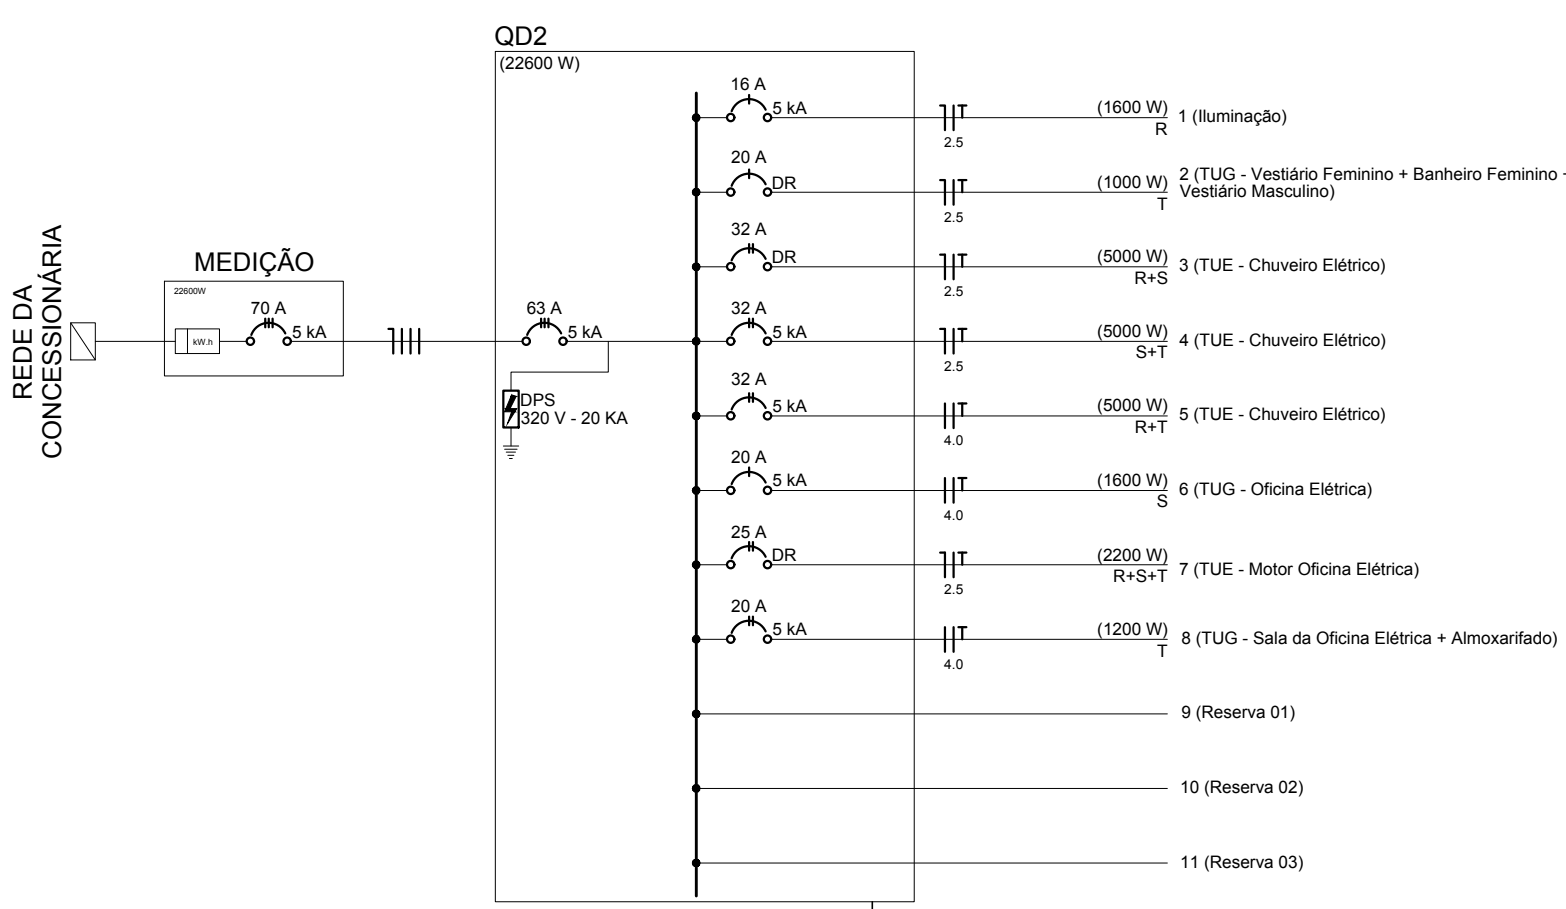 QD2
(22600 W)
REDE DA
CONCESSIONÁRIA
MEDIÇÃO
22600W
kW.h
70 A
5 kA
63 A
5 kA
DPS
320 V - 20 KA
16 A
5 kA
2.5
(1600 W)
R
1 (Iluminação)
20 A
DR
2.5
(1000 W)
T
2 (TUG - Vestiário Feminino + Banheiro Feminino +
Vestiário Masculino)
32 A
DR
2.5
(5000 W)
R+S
3 (TUE - Chuveiro Elétrico)
32 A
5 kA
2.5
(5000 W)
S+T
4 (TUE - Chuveiro Elétrico)
32 A
5 kA
4.0
(5000 W)
R+T
5 (TUE - Chuveiro Elétrico)
20 A
5 kA
4.0
(1600 W)
S
6 (TUG - Oficina Elétrica)
25 A
DR
2.5
(2200 W)
R+S+T
7 (TUE - Motor Oficina Elétrica)
20 A
5 kA
4.0
(1200 W)
T
8 (TUG - Sala da Oficina Elétrica + Almoxarifado)
9 (Reserva 01)
10 (Reserva 02)
11 (Reserva 03)